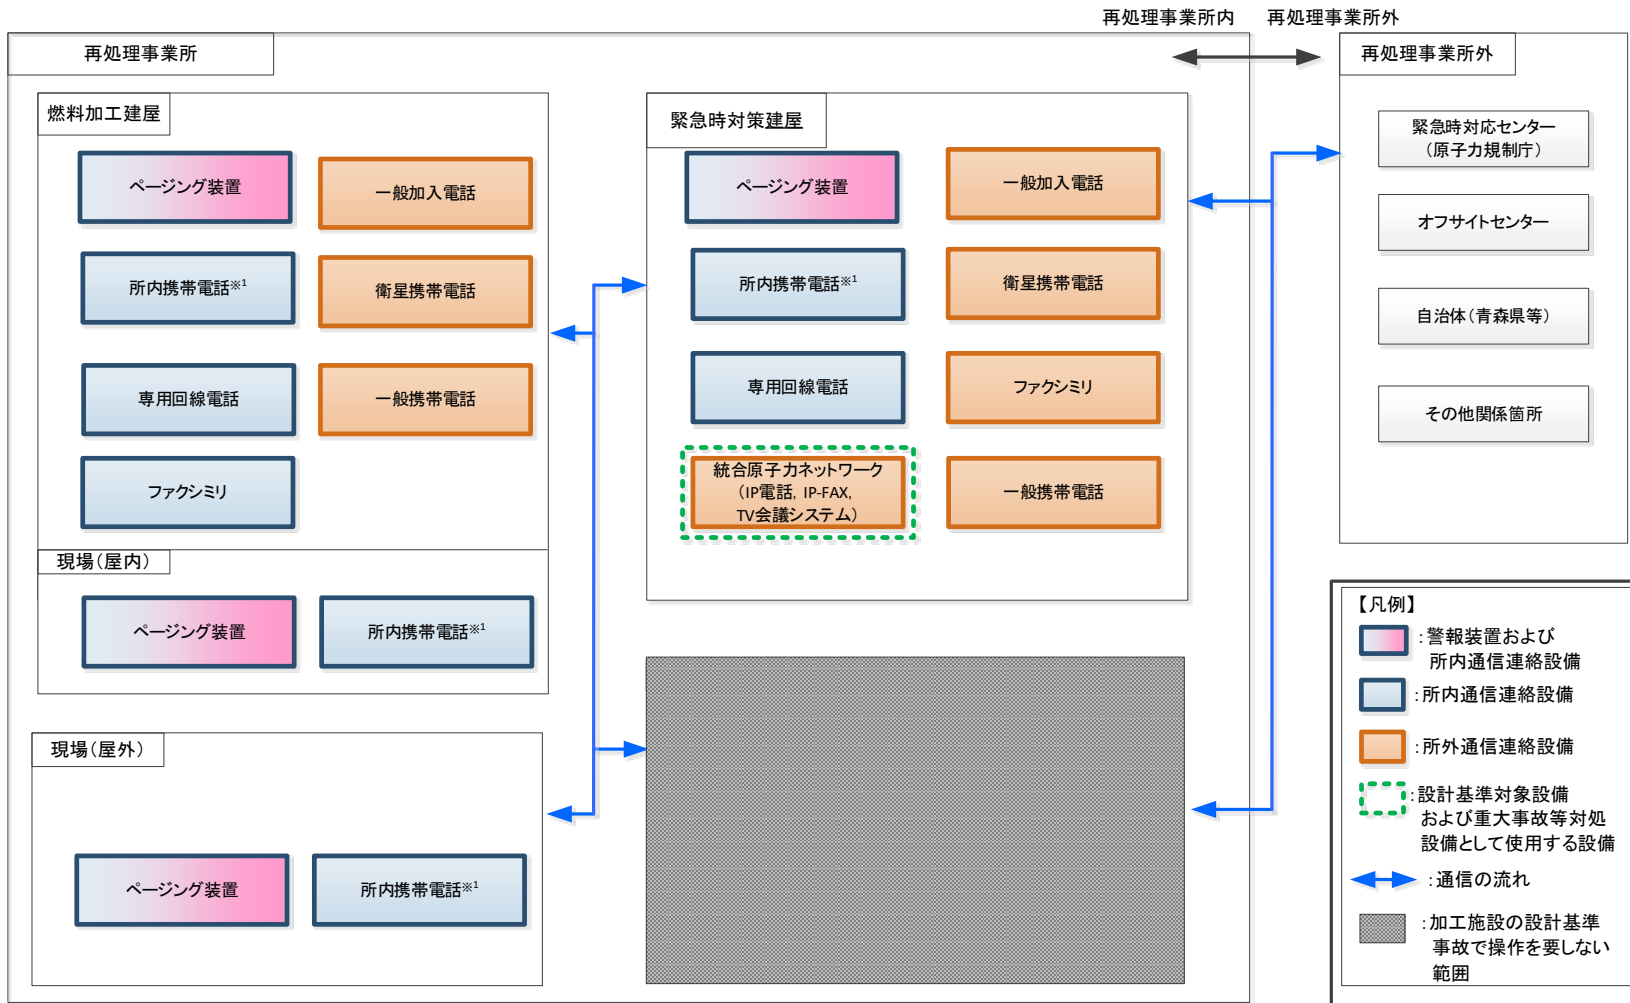 再処理事業所内
再処理事業所外
再処理事業所
燃料加工建屋
ページング装置
一般加入電話
所内携帯電話※1
衛星携帯電話
専用回線電話
一般携帯電話
ファクシミリ
現場(屋内)
ページング装置
所内携帯電話※1
現場(屋外)
ページング装置
所内携帯電話※1
緊急時対策建屋
ページング装置
一般加入電話
所内携帯電話※1
衛星携帯電話
専用回線電話
ファクシミリ
統合原子力ネットワーク
(IP電話, IP-FAX,
TV会議システム)
一般携帯電話
再処理事業所外
緊急時対応センター
(原子力規制庁)
オフサイトセンター
自治体(青森県等)
その他関係箇所
【凡例】
:警報装置および
所内通信連絡設備
:所内通信連絡設備
:所外通信連絡設備
:設計基準対象設備
および重大事故等対処
設備として使用する設備
:通信の流れ
:加工施設の設計基準
事故で操作を要しない
範囲